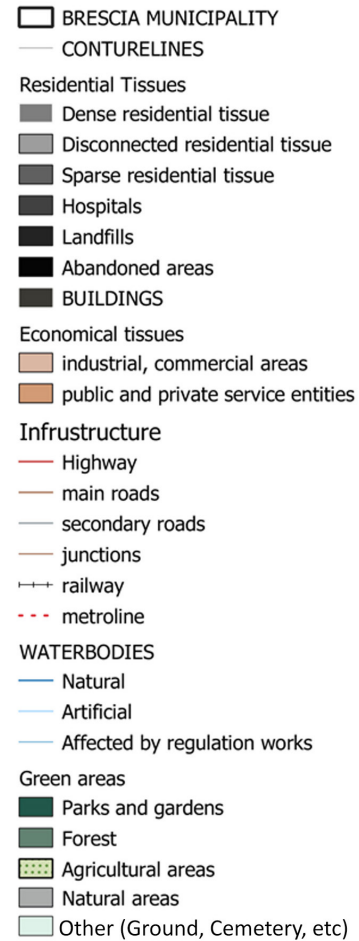 BRESCIA MUNICIPALITY
CONTURELINES
Residential Tissues
Dense residential tissue
Disconnected residential tissue
Sparse residential tissue
Hospitals
Landfills
Abandoned areas
BUILDINGS
Economical tissues
industrial, commercial areas
public and private service entities
Infrustructure
Highway
main roads
secondary roads
junctions
railway
metroline
WATERBODIES
Natural
Artificial
Affected by regulation works
Green areas
Parks and gardens
Forest
Agricultural areas
Natural areas
Other (Ground, Cemetery, etc)